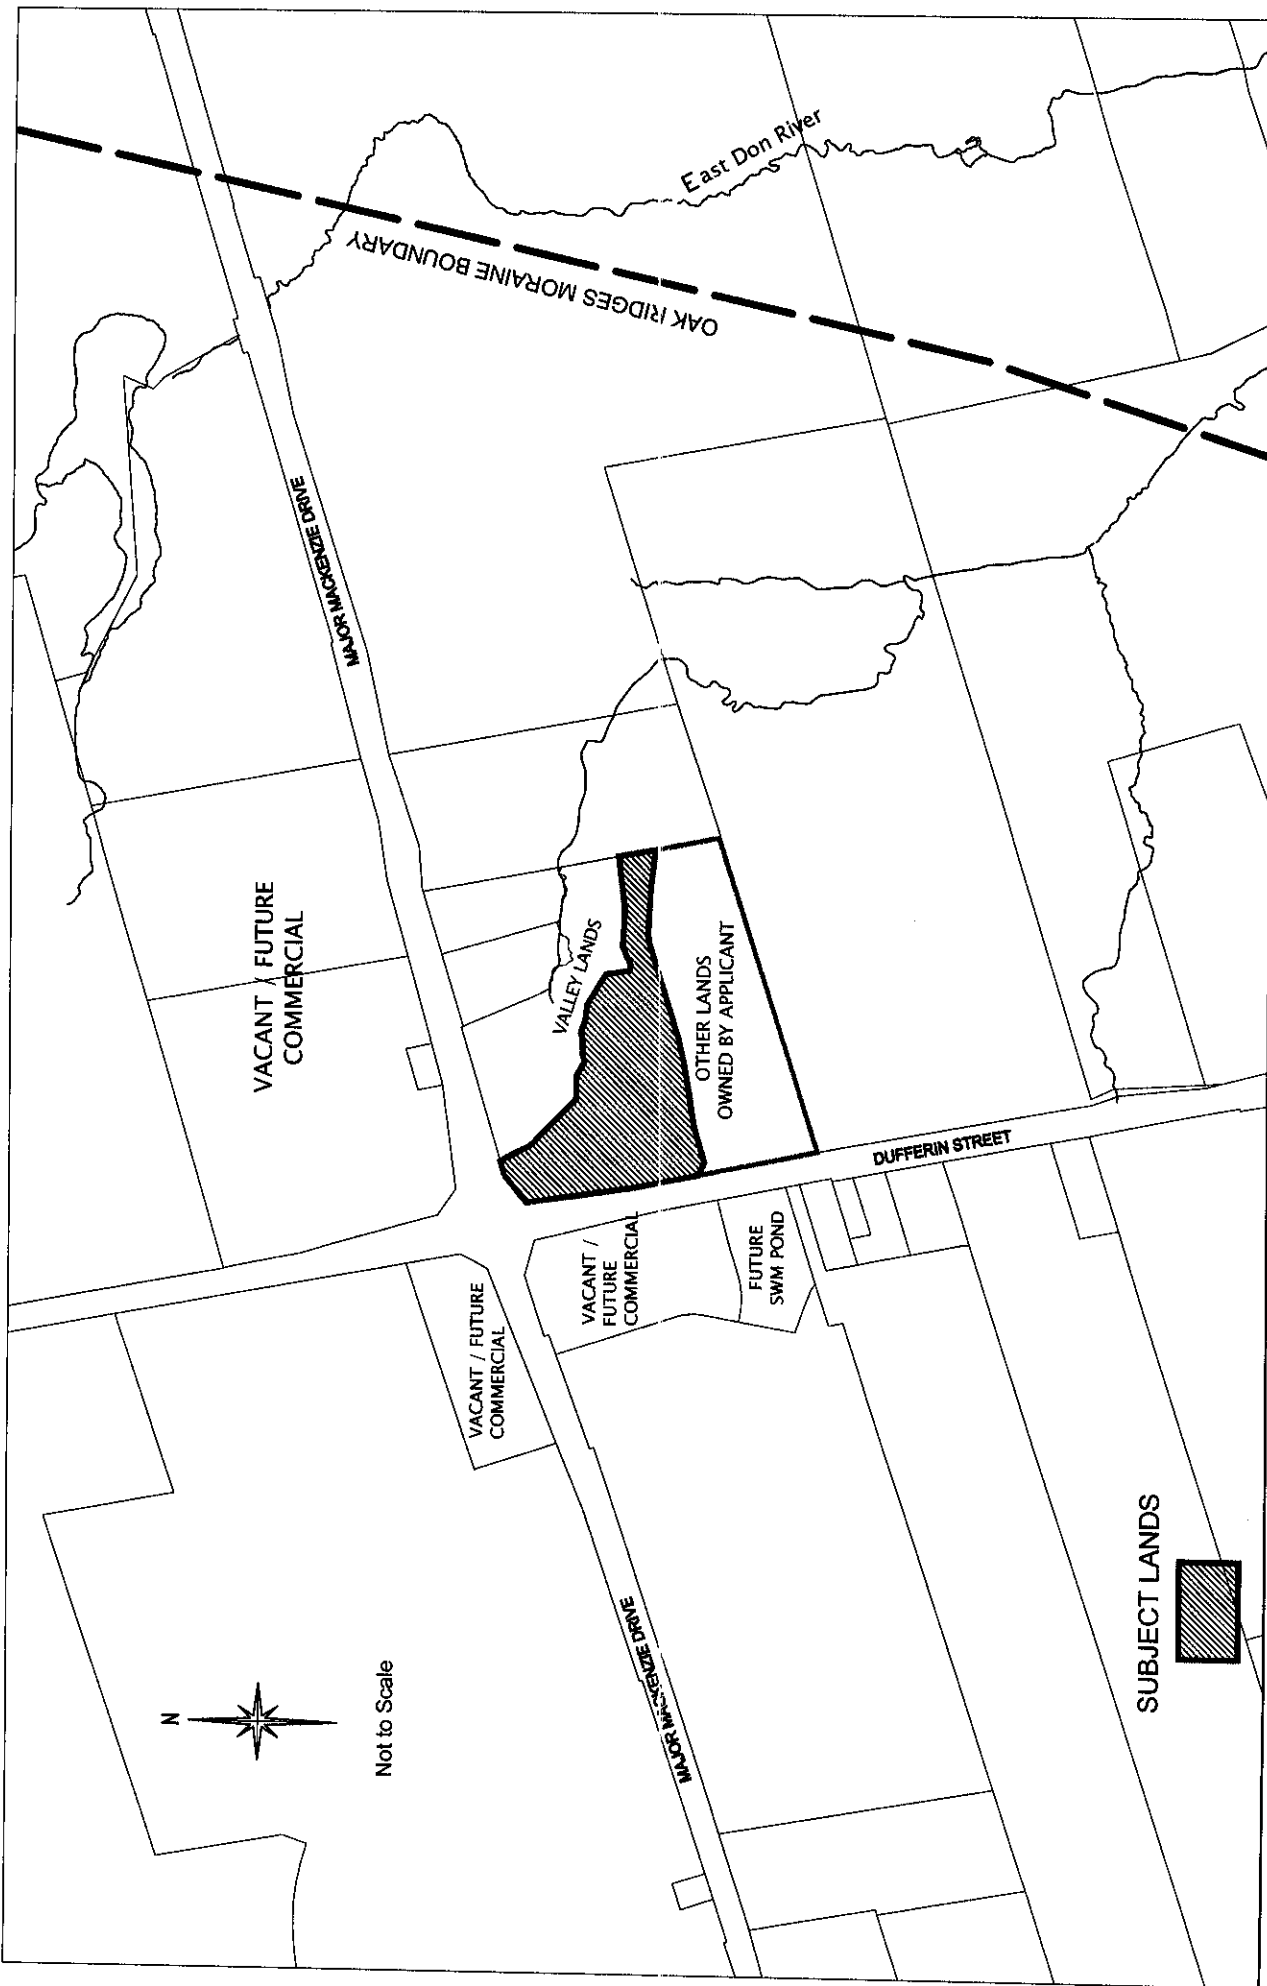 East Don River
OAK RIDGES MORAINE BOUNDARY
MAJOR MACKENZIE DRIVE
VACANT / FUTURE
COMMERCIAL
VALLEY LANDS
OTHER LANDS
OWNED BY APPLICANT
DUFFERIN STREET
VACANT /
FUTURE
COMMERCIAL
FUTURE
SWM POND
VACANT / FUTURE
COMMERCIAL
MAJOR MACKENZIE DRIVE
N
Not to Scale
SUBJECT LANDS